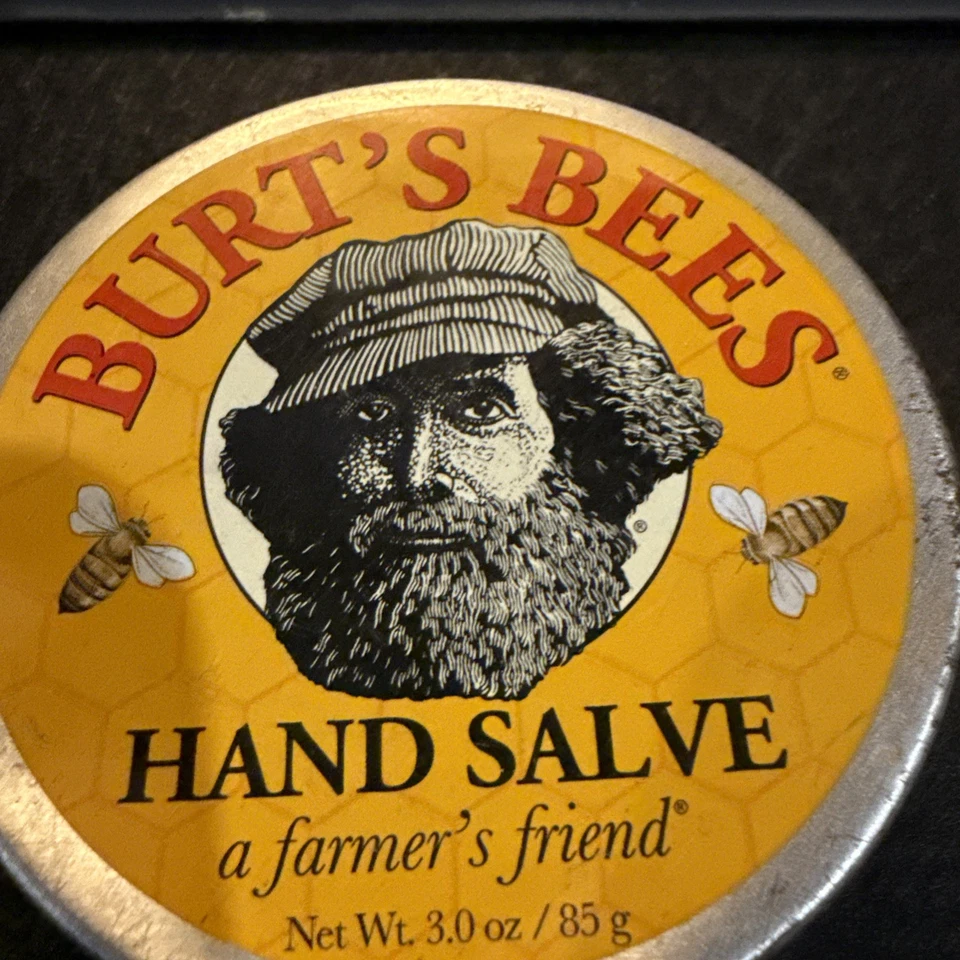 BURT'S BEES®
®
HAND SALVE
a farmer's friend®
Net Wt. 3.0 oz / 85 g